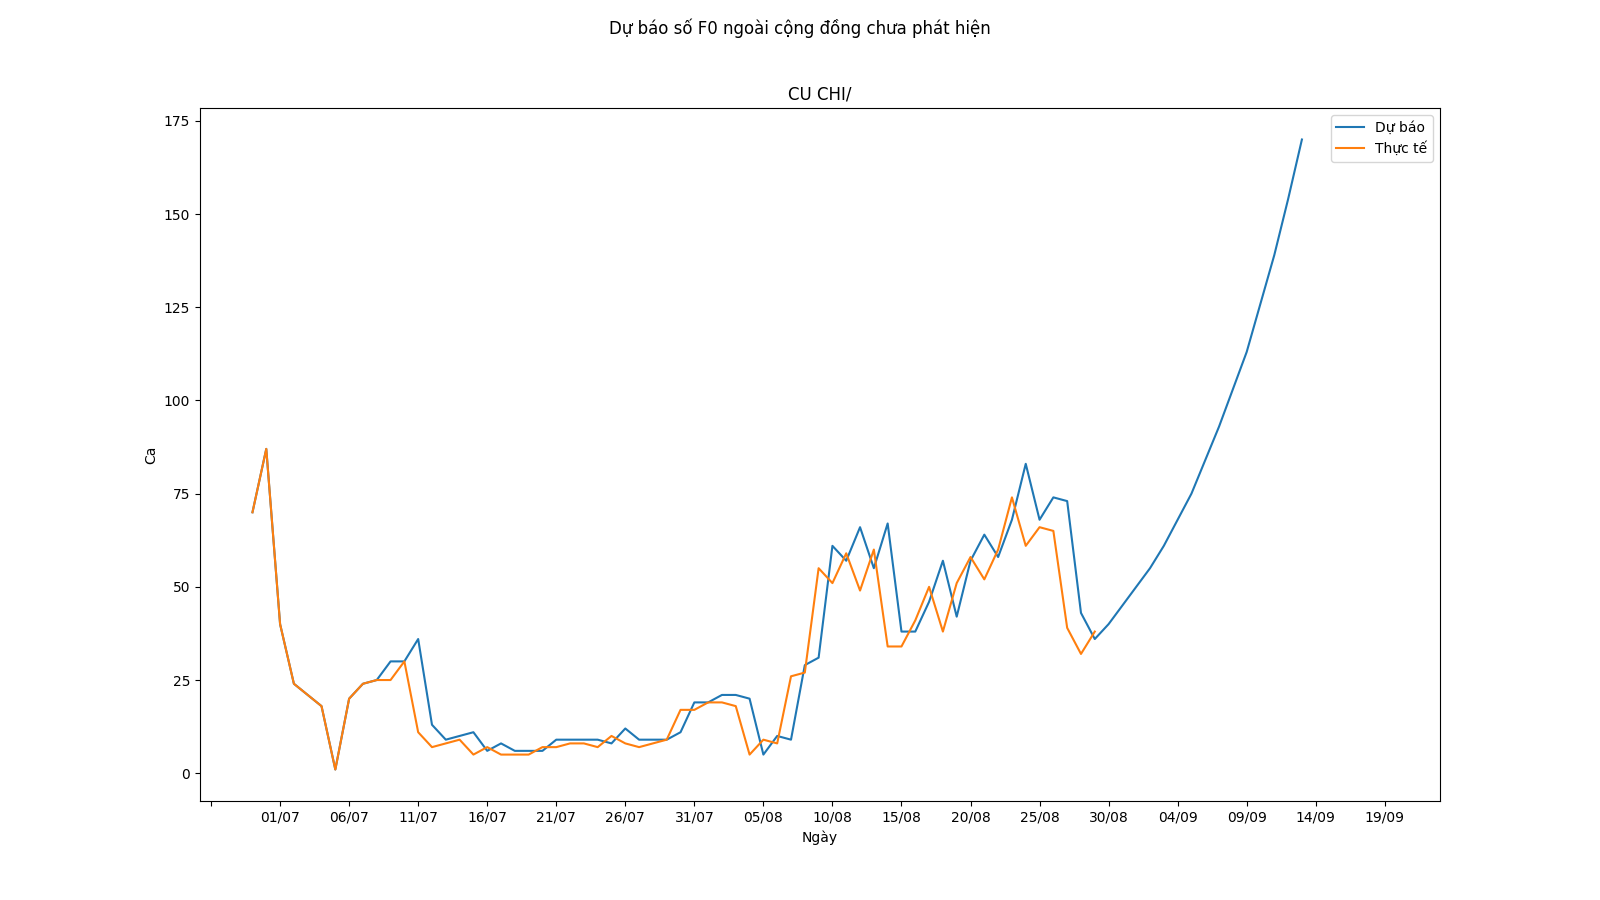 Dự báo số F0 ngoài cộng đồng chưa phát hiện
CU CHI/
Dự báo
Thực tế
175
150
125
100
75
50
25
0
Ca
01/07 06/07 11/07 16/07 21/07 26/07 31/07 05/08 10/08 15/08 20/08 25/08 30/08 04/09 09/09 14/09 19/09
Ngày